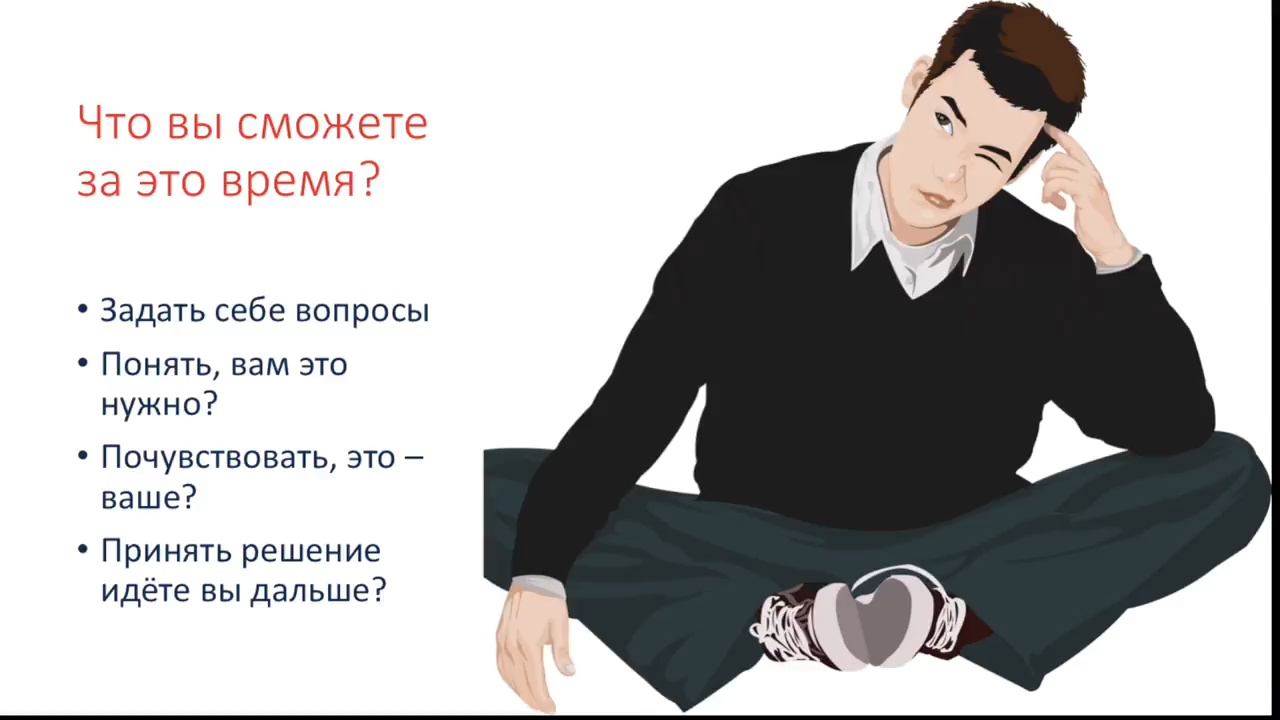 Что вы сможете
за это время?
• Задать себе вопросы
• Понять, вам это
нужно?
• Почувствовать, это –
ваше?
• Принять решение
идёте вы дальше?